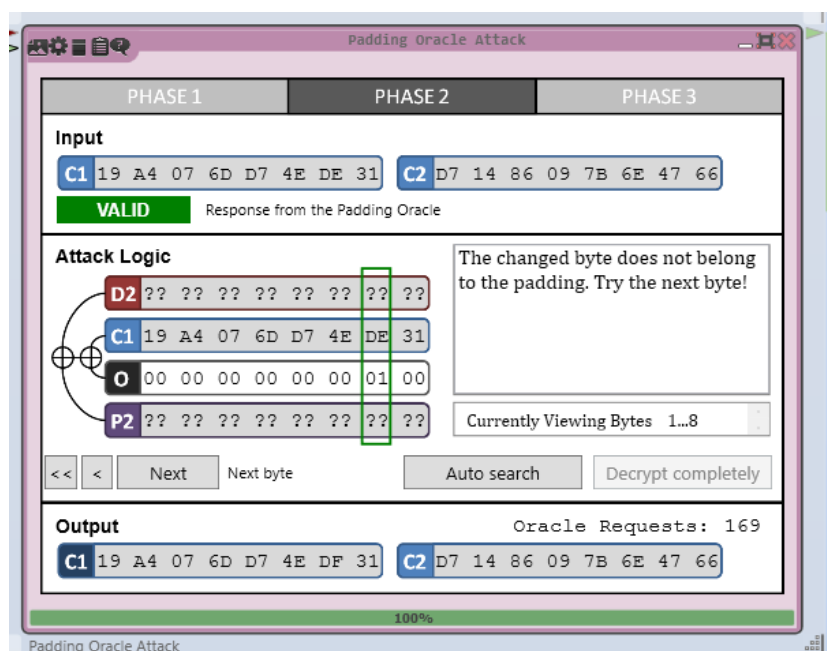 Padding Oracle Attack
PHASE 1 PHASE 2 PHASE 3
Input
C1 19 A4 07 6D D7 4E DE 31 C2 D7 14 86 09 7B 6E 47 66
VALID Response from the Padding Oracle
Attack Logic
D2 ?? ?? ?? ?? ?? ?? ?? ??
C1 19 A4 07 6D D7 4E DE 31
O 00 00 00 00 00 00 01 00
P2 ?? ?? ?? ?? ?? ?? ?? ??
The changed byte does not belong
to the padding. Try the next byte!
Currently Viewing Bytes 1...8
<< < Next Next byte Auto search Decrypt completely
Output Oracle Requests: 169
C1 19 A4 07 6D D7 4E DF 31 C2 D7 14 86 09 7B 6E 47 66
100%
Padding Oracle Attack